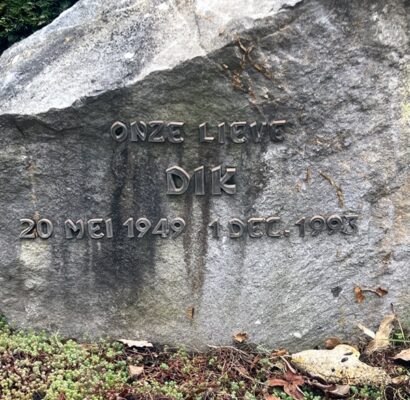 ONZE LIEVE
DIK
20 MEI 1949 1 DEC. 1993